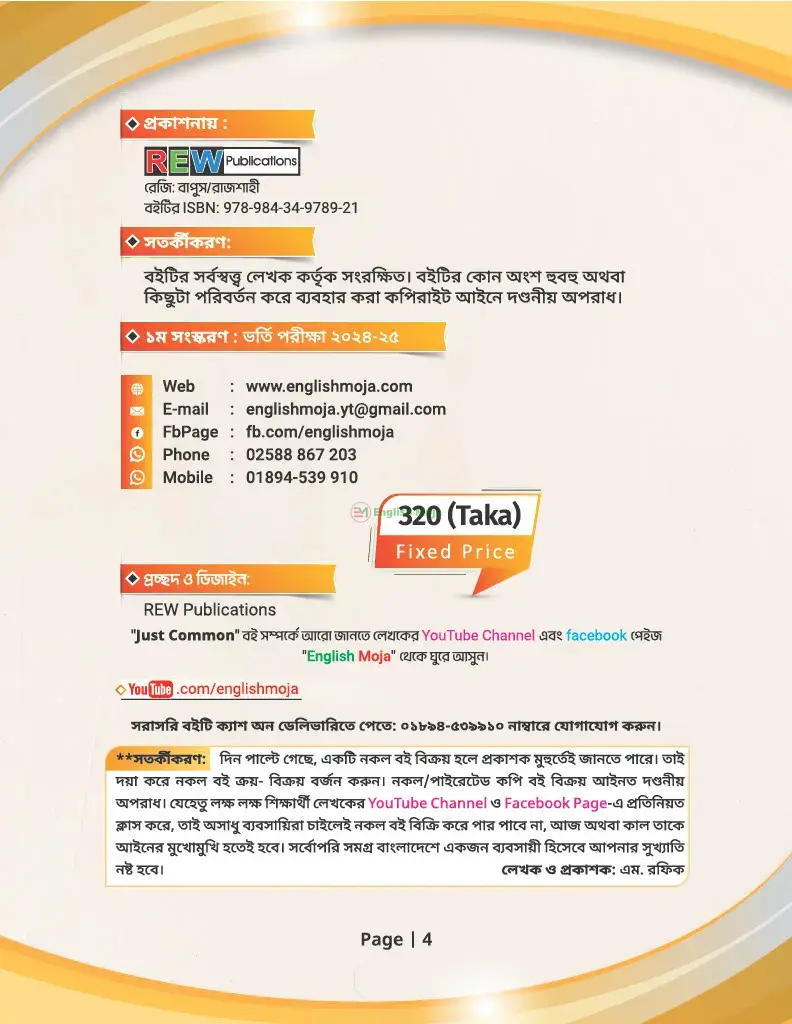 প্রকাশনায় :
REW Publications
রেজি: বাপুস/রাজশাহী
বইটির ISBN: 978-984-34-9789-21
সতর্কীকরণ:
বইটির সর্বস্বত্ত্ব লেখক কর্তৃক সংরক্ষিত। বইটির কোন অংশ হুবহু অথবা
কিছুটা পরিবর্তন করে ব্যবহার করা কপিরাইট আইনে দণ্ডনীয় অপরাধ।
১ম সংস্করণ : ভর্তি পরীক্ষা ২০২৪-২৫
Web : www.englishmoja.com
E-mail : englishmoja.yt@gmail.com
FbPage : fb.com/englishmoja
Phone : 02588 867 203
Mobile : 01894-539 910
320 (Taka)
Fixed Price
প্রচ্ছদ ও ডিজাইন:
REW Publications
"Just Common" বই সম্পর্কে আরো জানতে লেখকের YouTube Channel এবং facebook পেইজ
"English Moja" থেকে ঘুরে আসুন।
YouTube.com/englishmoja
সরাসরি বইটি ক্যাশ অন ডেলিভারিতে পেতে: ০১৮৯৪-৫৩৯৯১০ নাম্বারে যোগাযোগ করুন।
**সতর্কীকরণ: দিন পাল্টে গেছে, একটি নকল বই বিক্রয় হলে প্রকাশক মুহূর্তেই জানতে পারে। তাই
দয়া করে নকল বই ক্রয়- বিক্রয় বর্জন করুন। নকল/পাইরেটেড কপি বই বিক্রয় আইনত দণ্ডনীয়
অপরাধ। যেহেতু লক্ষ লক্ষ শিক্ষার্থী লেখকের YouTube Channel ও Facebook Page-এ প্রতিনিয়ত
ক্লাস করে, তাই অসাধু ব্যবসায়িরা চাইলেই নকল বই বিক্রি করে পার পাবে না, আজ অথবা কাল তাকে
আইনের মুখোমুখি হতেই হবে। সর্বোপরি সমগ্র বাংলাদেশে একজন ব্যবসায়ী হিসেবে আপনার সুখ্যাতি
নষ্ট হবে। লেখক ও প্রকাশক: এম. রফিক
Page | 4